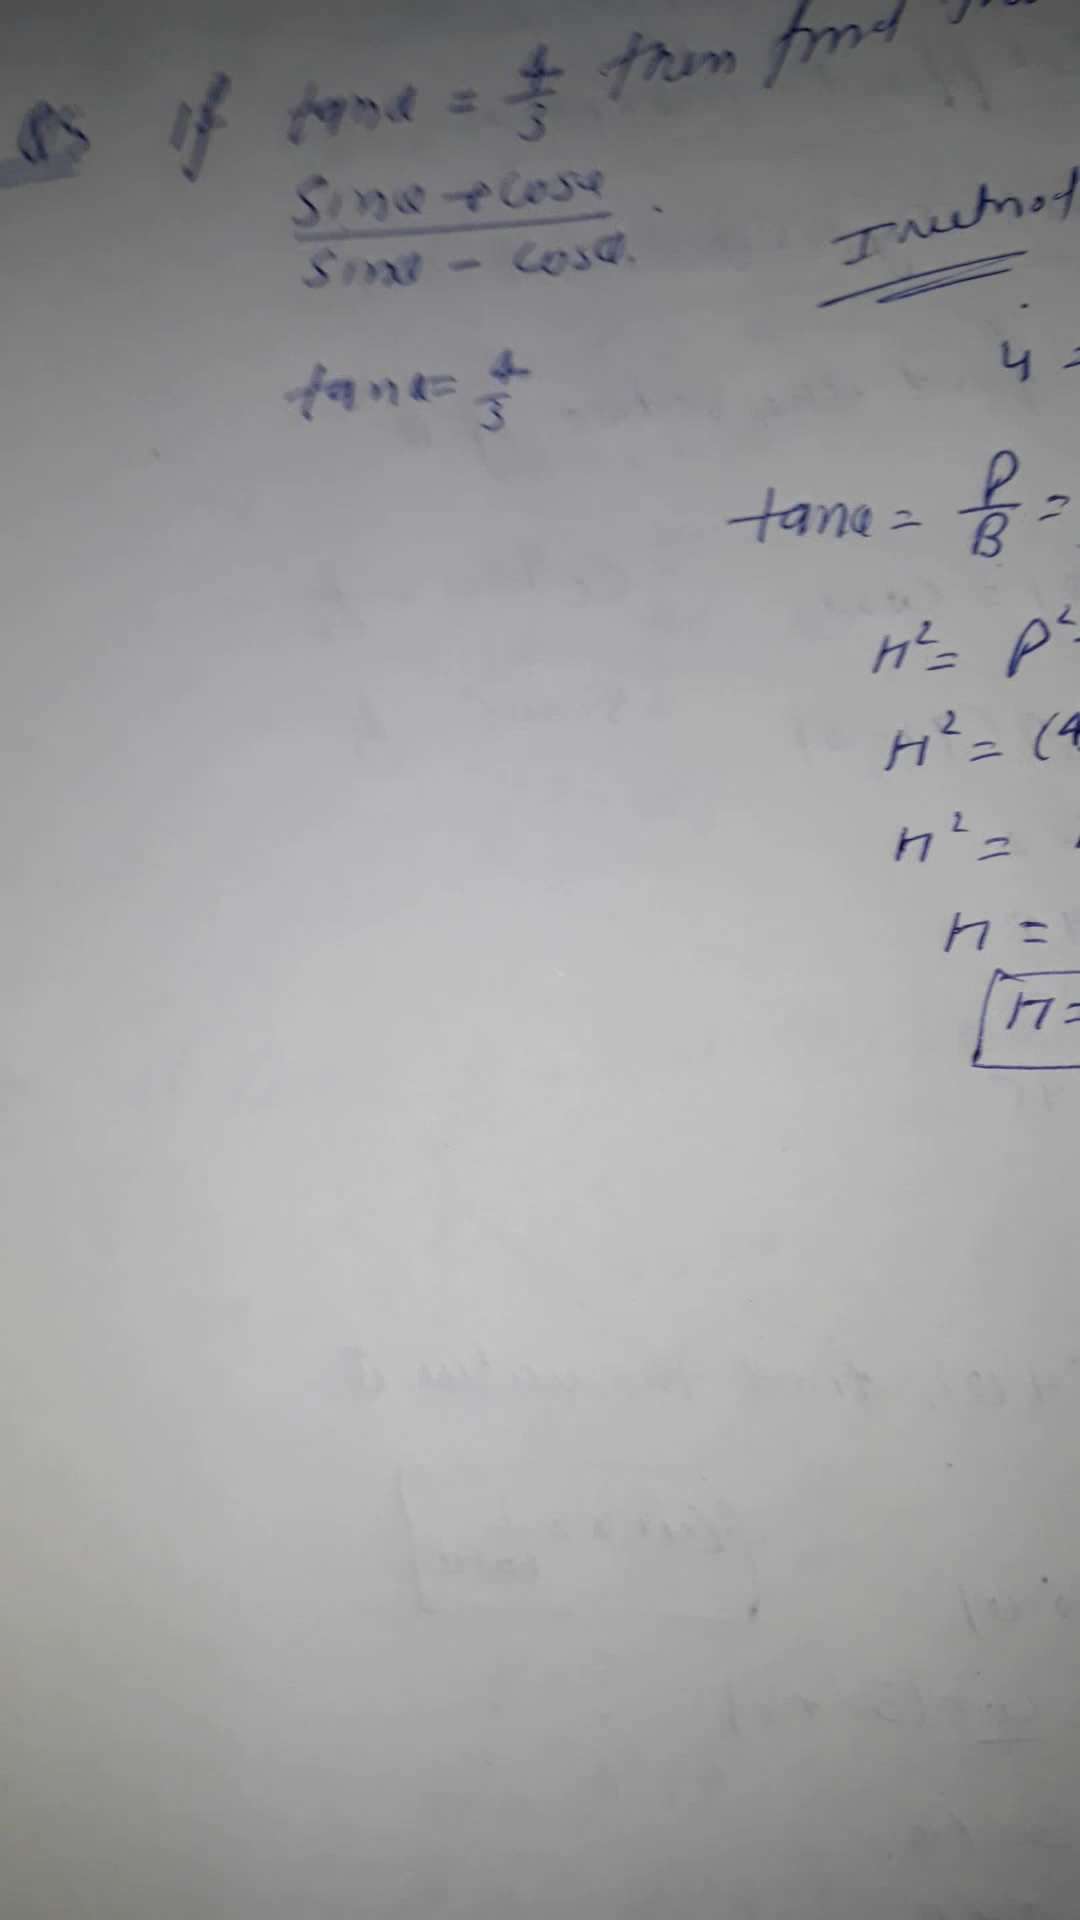 If tanα = 4/3 then find
sinα + cosα
sinα - cosα.
I method
tanα = 4/3
4 =
tanα = P/B =
H² = P²
H² = (4
H² =
H =
H =